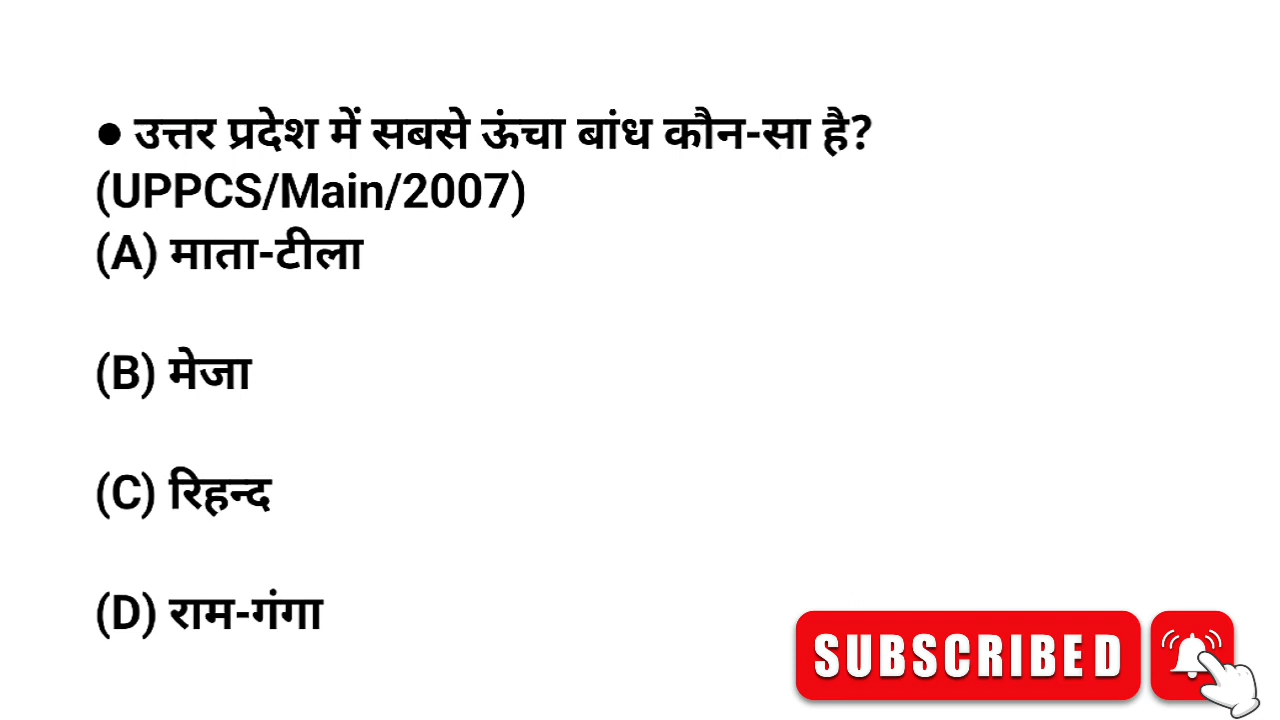 ● उत्तर प्रदेश में सबसे ऊंचा बांध कौन-सा है?
(UPPCS/Main/2007)
(A) माता-टीला
(B) मेजा
(C) रिहन्द
(D) राम-गंगा
SUBSCRIBED